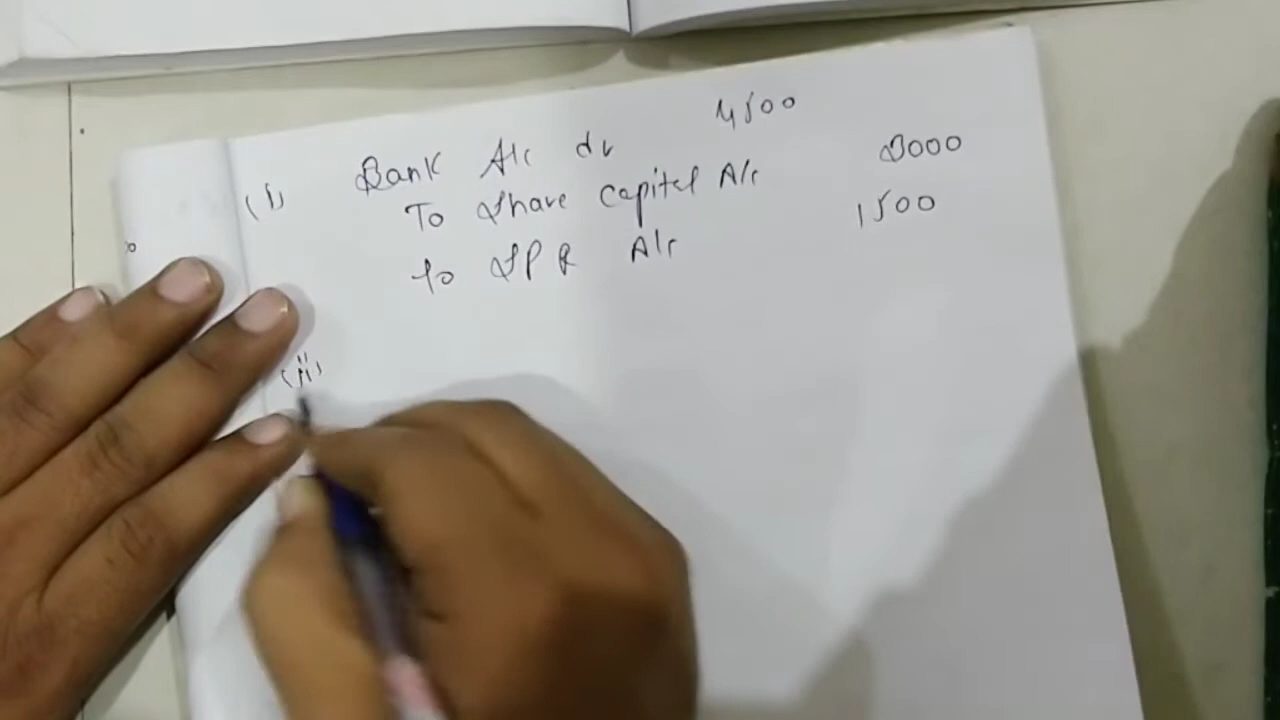 (i) Bank A/c dr 4500
To Share Capital A/c 3000
To SPR A/c 1500
(ii)